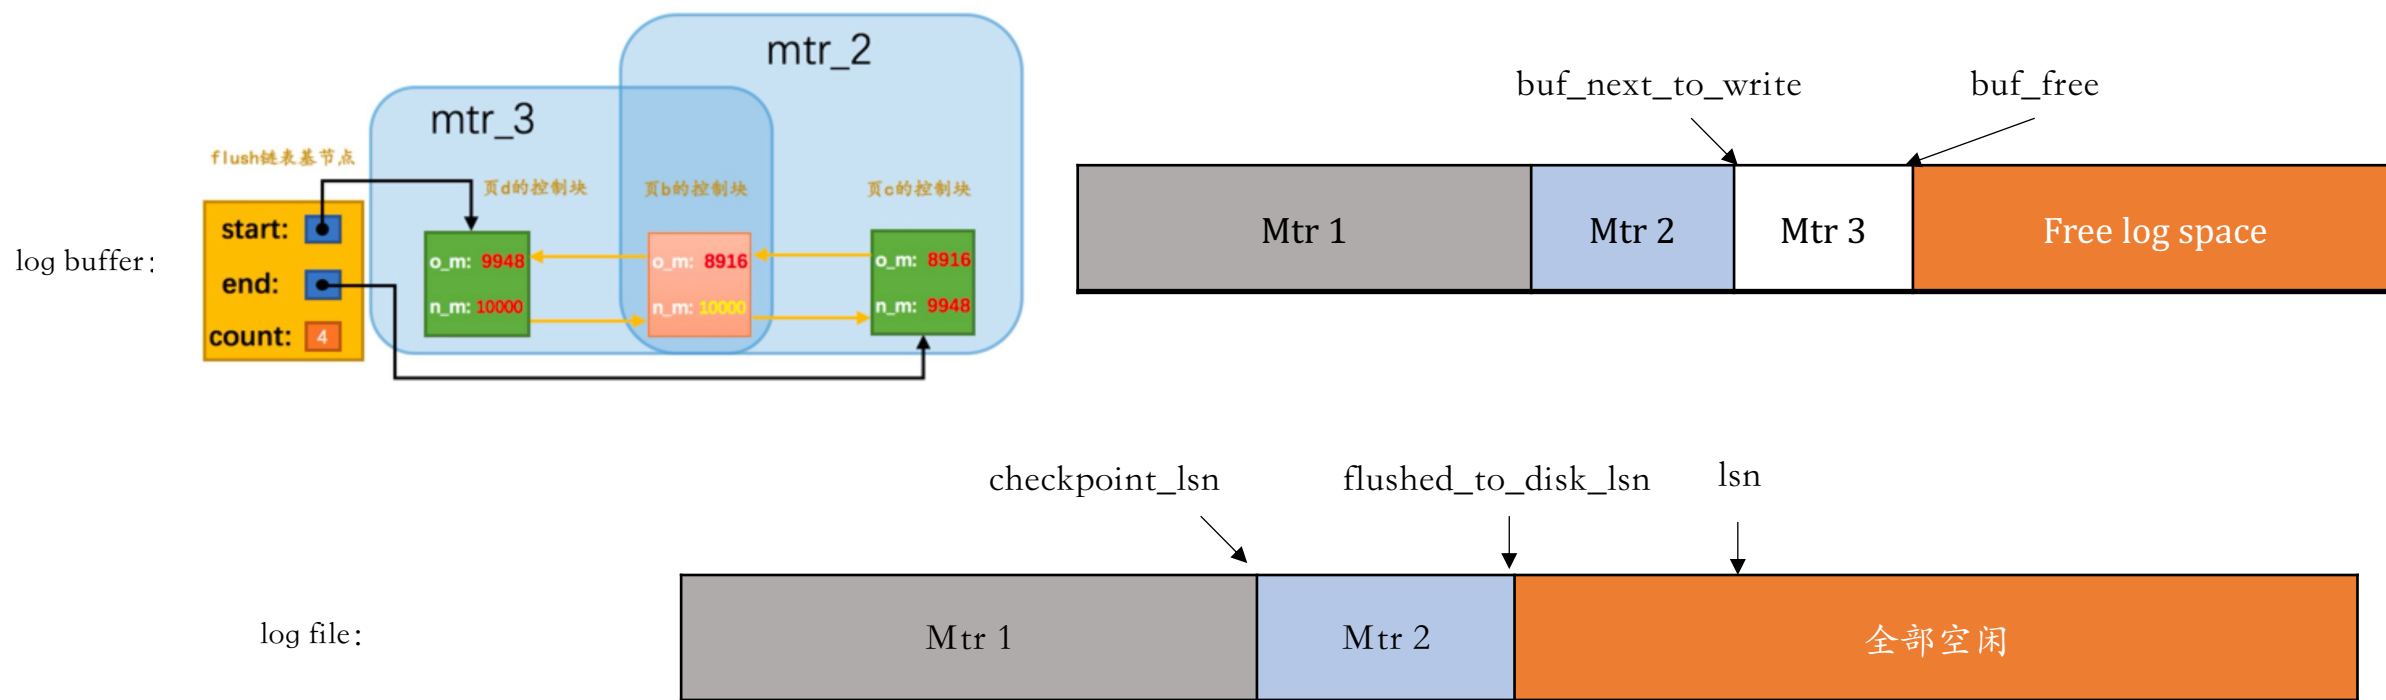 mtr_2
mtr_3
flush链表基节点
页d的控制块
页b的控制块
页c的控制块
start:
end:
count: 4
o_m: 9948
n_m: 10000
o_m: 8916
n_m: 10000
o_m: 8916
n_m: 9948
log buffer:
buf_next_to_write
buf_free
Mtr 1
Mtr 2
Mtr 3
Free log space
checkpoint_lsn
flushed_to_disk_lsn
lsn
log file:
Mtr 1
Mtr 2
全部空闲